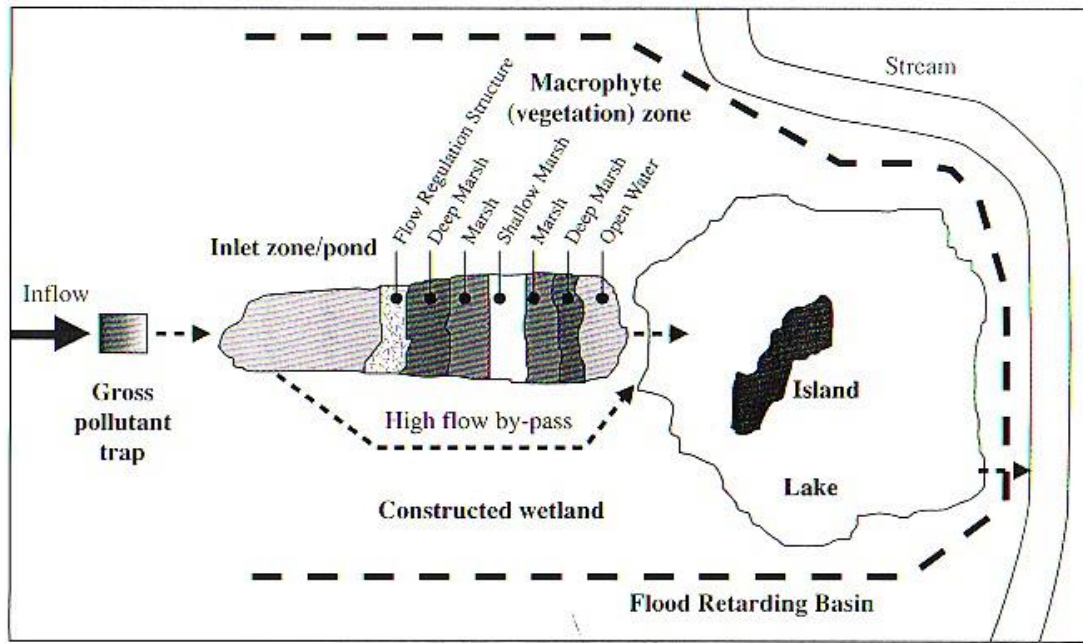 Stream
Macrophyte
(vegetation) zone
Flow Regulation Structure
Deep Marsh
Marsh
Shallow Marsh
Marsh
Deep Marsh
Open Water
Inlet zone/pond
Inflow
Gross
pollutant
trap
High flow by-pass
Island
Lake
Constructed wetland
Flood Retarding Basin